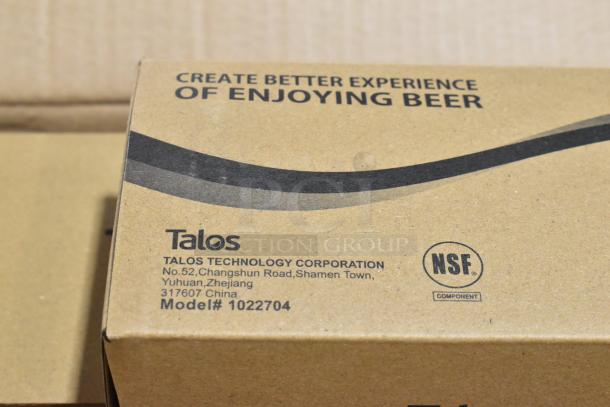 CREATE BETTER EXPERIENCE
OF ENJOYING BEER
PCI
AUCTION GROUP
Talos
TALOS TECHNOLOGY CORPORATION
No.52,Changshun Road,Shamen Town,
Yuhuan,Zhejiang
317607 China
Model# 1022704
NSF
COMPONENT